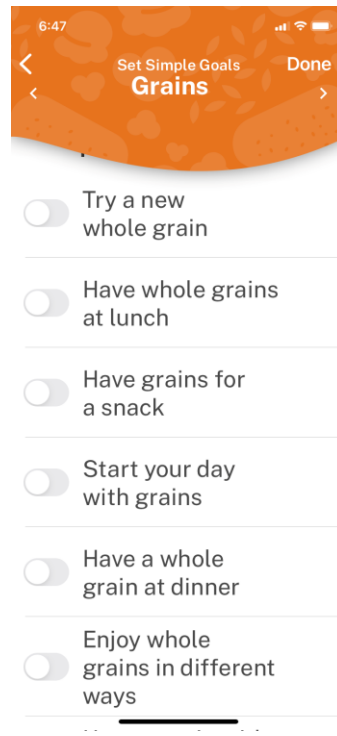 6:47
Set Simple Goals
Done
Grains
Try a new
whole grain
Have whole grains
at lunch
Have grains for
a snack
Start your day
with grains
Have a whole
grain at dinner
Enjoy whole
grains in different
ways